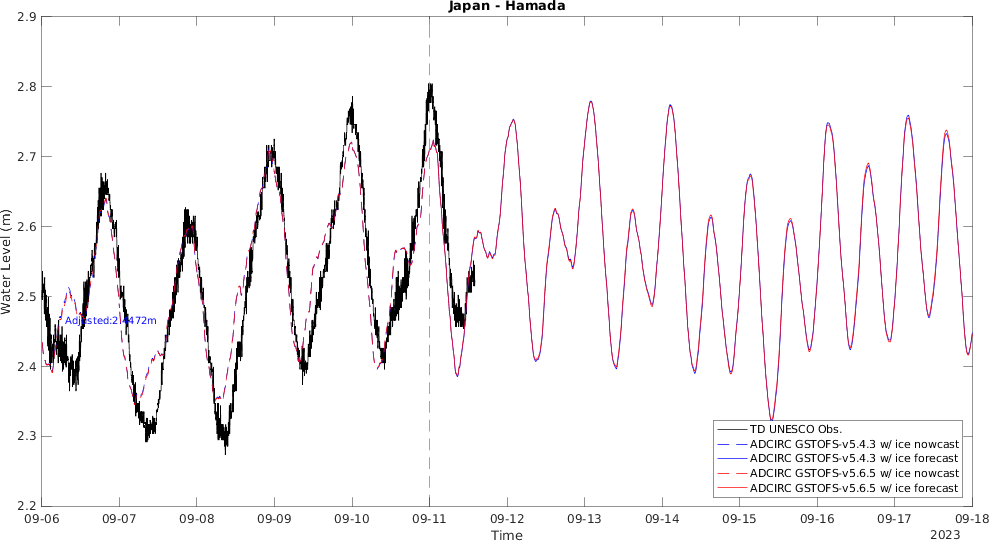 Japan - Hamada
2.9
2.8
2.7
2.6
2.5
2.4
2.3
2.2
Water Level (m)
Adjusted:2.4472m
TD UNESCO Obs.
ADCIRC GSTOFS-v5.4.3 w/ ice nowcast
ADCIRC GSTOFS-v5.4.3 w/ ice forecast
ADCIRC GSTOFS-v5.6.5 w/ ice nowcast
ADCIRC GSTOFS-v5.6.5 w/ ice forecast
09-06 09-07 09-08 09-09 09-10 09-11 09-12 09-13 09-14 09-15 09-16 09-17 09-18
Time
2023